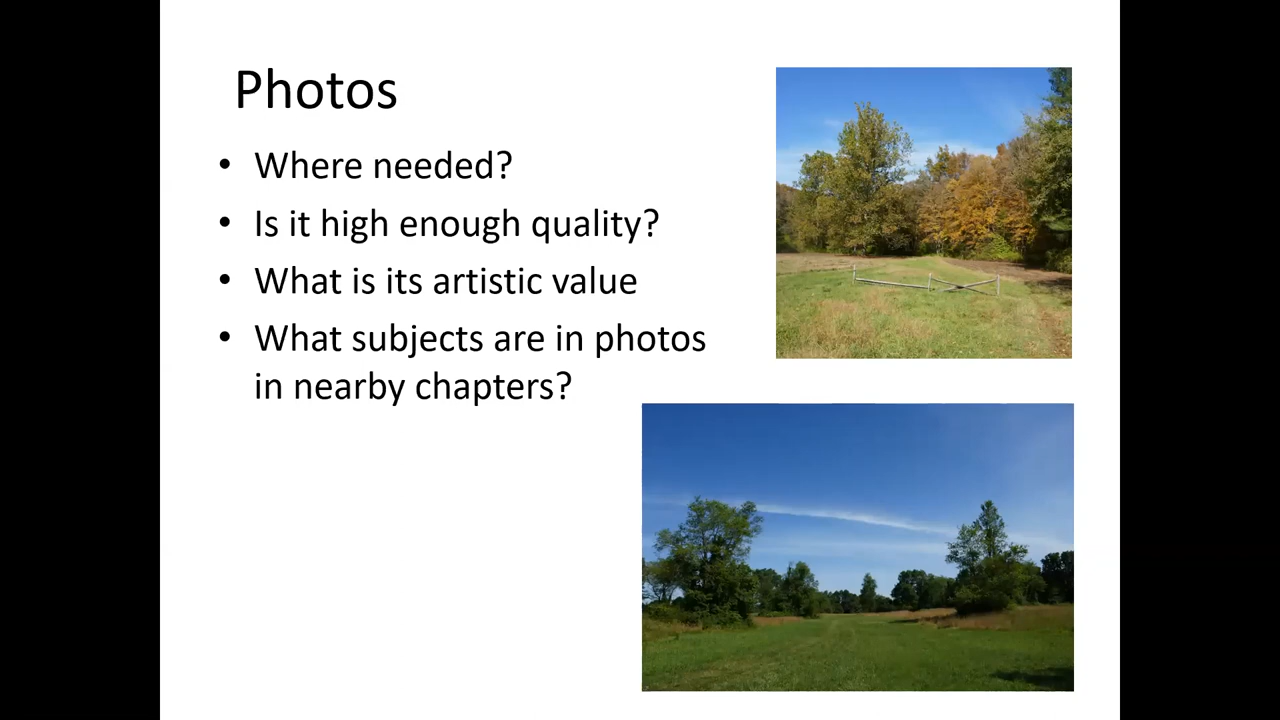 Photos
• Where needed?
• Is it high enough quality?
• What is its artistic value
• What subjects are in photos
in nearby chapters?